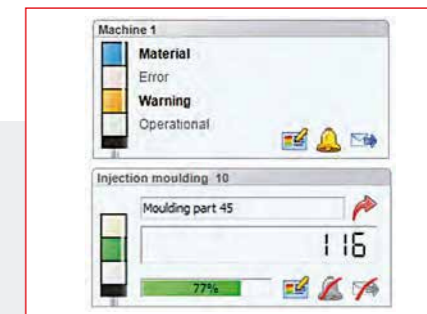 Machine 1
Material
Error
Warning
Operational
Injection moulding 10
Moulding part 45
116
77%